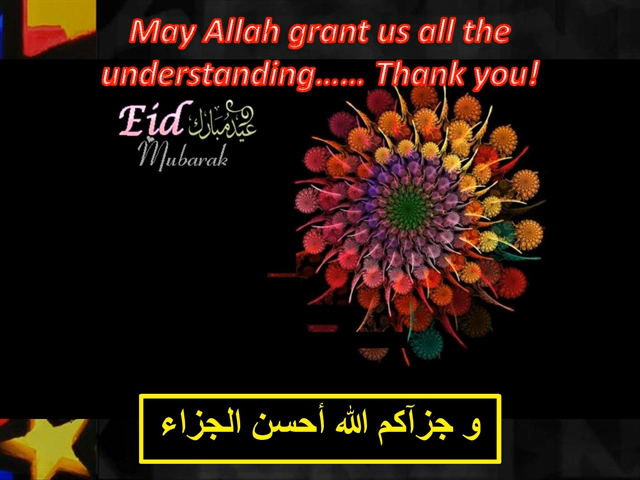 May Allah grant us all the
understanding...... Thank you!
Eid عيد مبارك
Mubarak
و جزآكم الله أحسن الجزاء